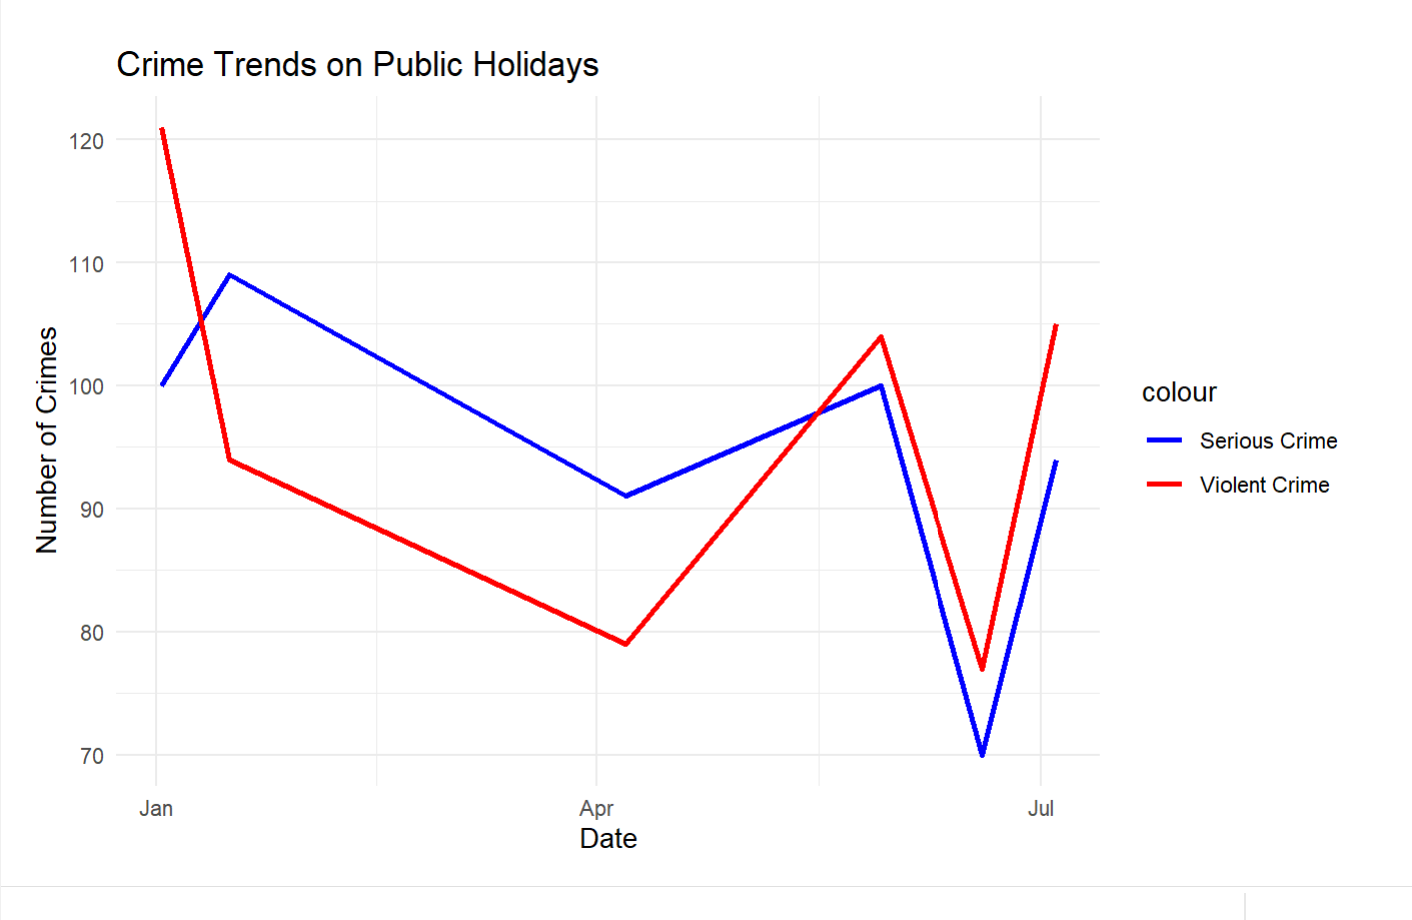 Crime Trends on Public Holidays
120
110
100
90
80
70
Number of Crimes
Jan
Apr
Jul
Date
colour
Serious Crime
Violent Crime